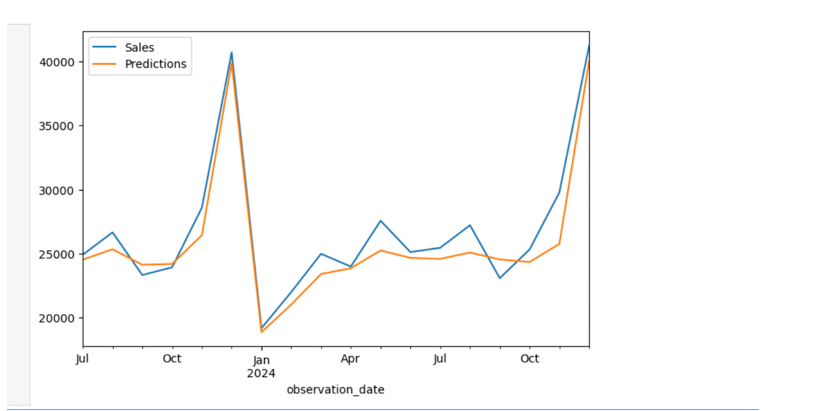 Sales
Predictions
40000
35000
30000
25000
20000
Jul
Oct
Jan
2024
Apr
Jul
Oct
observation_date